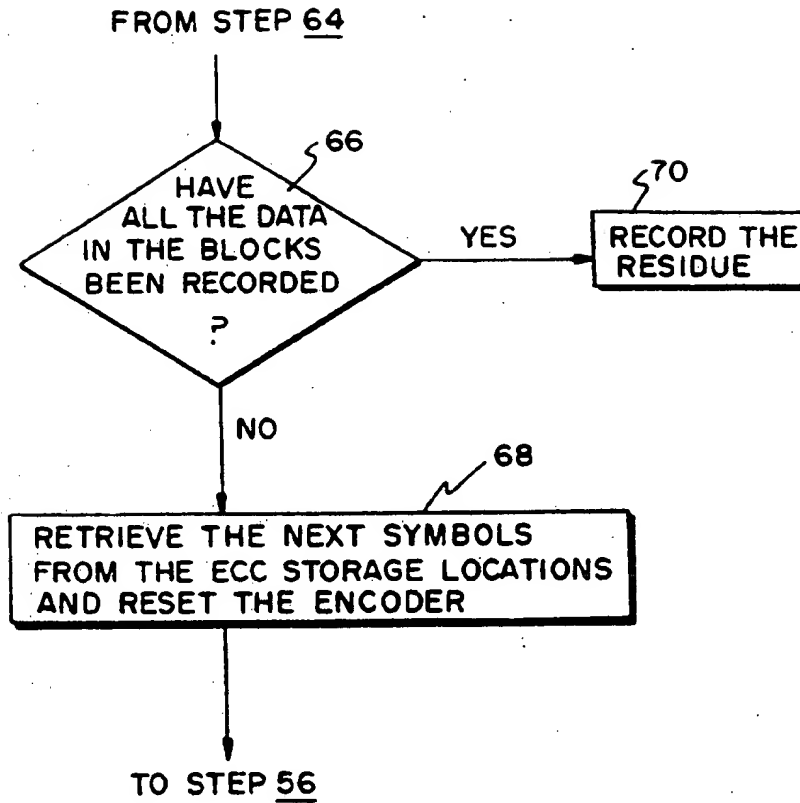 FROM STEP 64
66
HAVE
ALL THE DATA
IN THE BLOCKS
BEEN RECORDED
?
YES
70
RECORD THE
RESIDUE
NO
68
RETRIEVE THE NEXT SYMBOLS
FROM THE ECC STORAGE LOCATIONS
AND RESET THE ENCODER
TO STEP 56